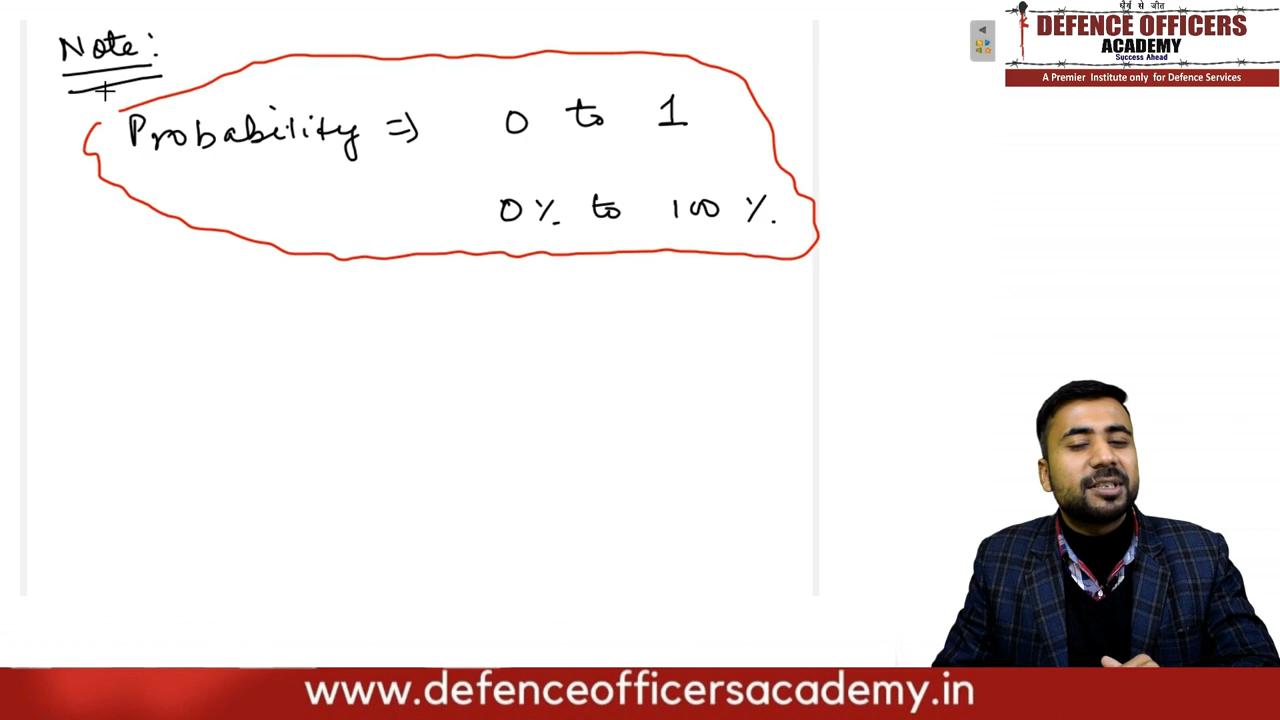 Note:
Probability => 0 to 1
0% to 100%.
धैर्य से जीत
DEFENCE OFFICERS
ACADEMY
Success Ahead
A Premier Institute only for Defence Services
www.defenceofficersacademy.in